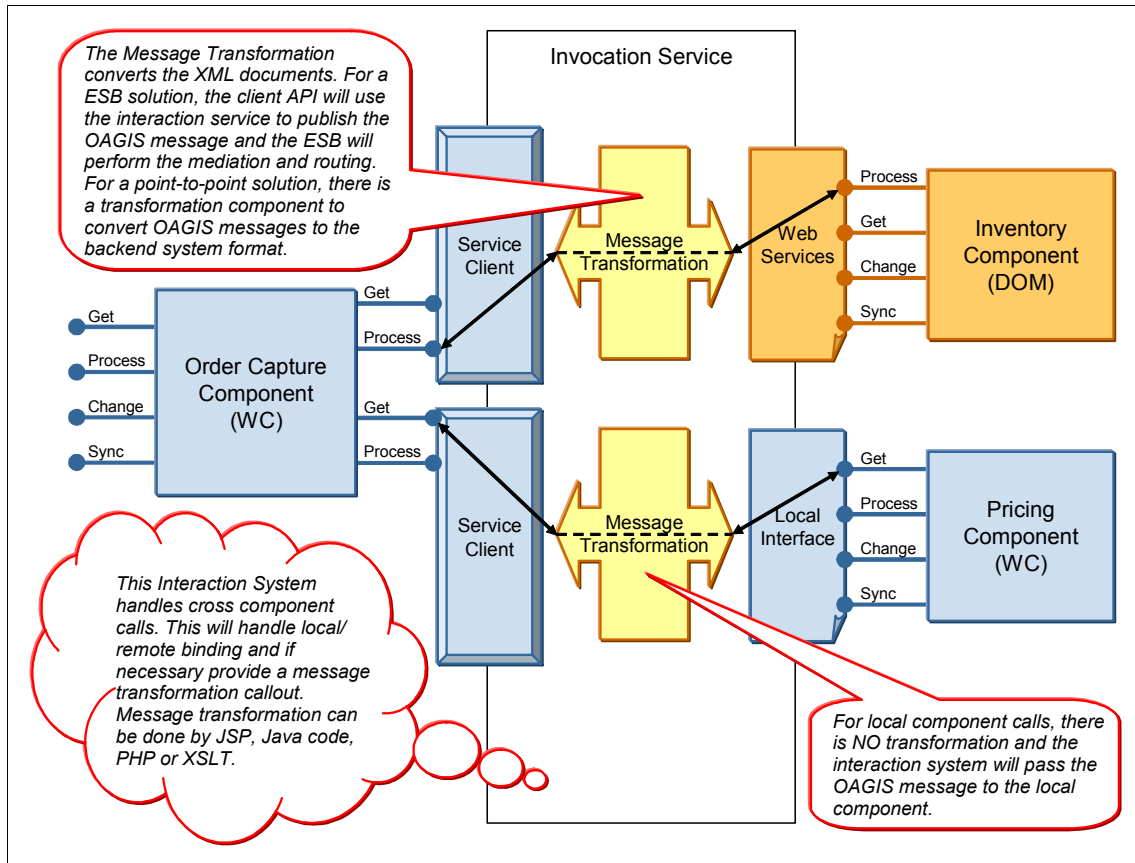 The Message Transformation
converts the XML documents. For a
ESB solution, the client API will use
the interaction service to publish the
OAGIS message and the ESB will
perform the mediation and routing.
For a point-to-point solution, there is
a transformation component to
convert OAGIS messages to the
backend system format.
Invocation Service
Service
Client
Message
Transformation
Web
Services
Process
Get
Change
Sync
Inventory
Component
(DOM)
Get
Process
Change
Sync
Order Capture
Component
(WC)
Get
Process
Get
Process
Service
Client
Message
Transformation
Local
Interface
Get
Process
Change
Sync
Pricing
Component
(WC)
This Interaction System
handles cross component
calls. This will handle local/
remote binding and if
necessary provide a message
transformation callout.
Message transformation can
be done by JSP, Java code,
PHP or XSLT.
For local component calls, there
is NO transformation and the
interaction system will pass the
OAGIS message to the local
component.